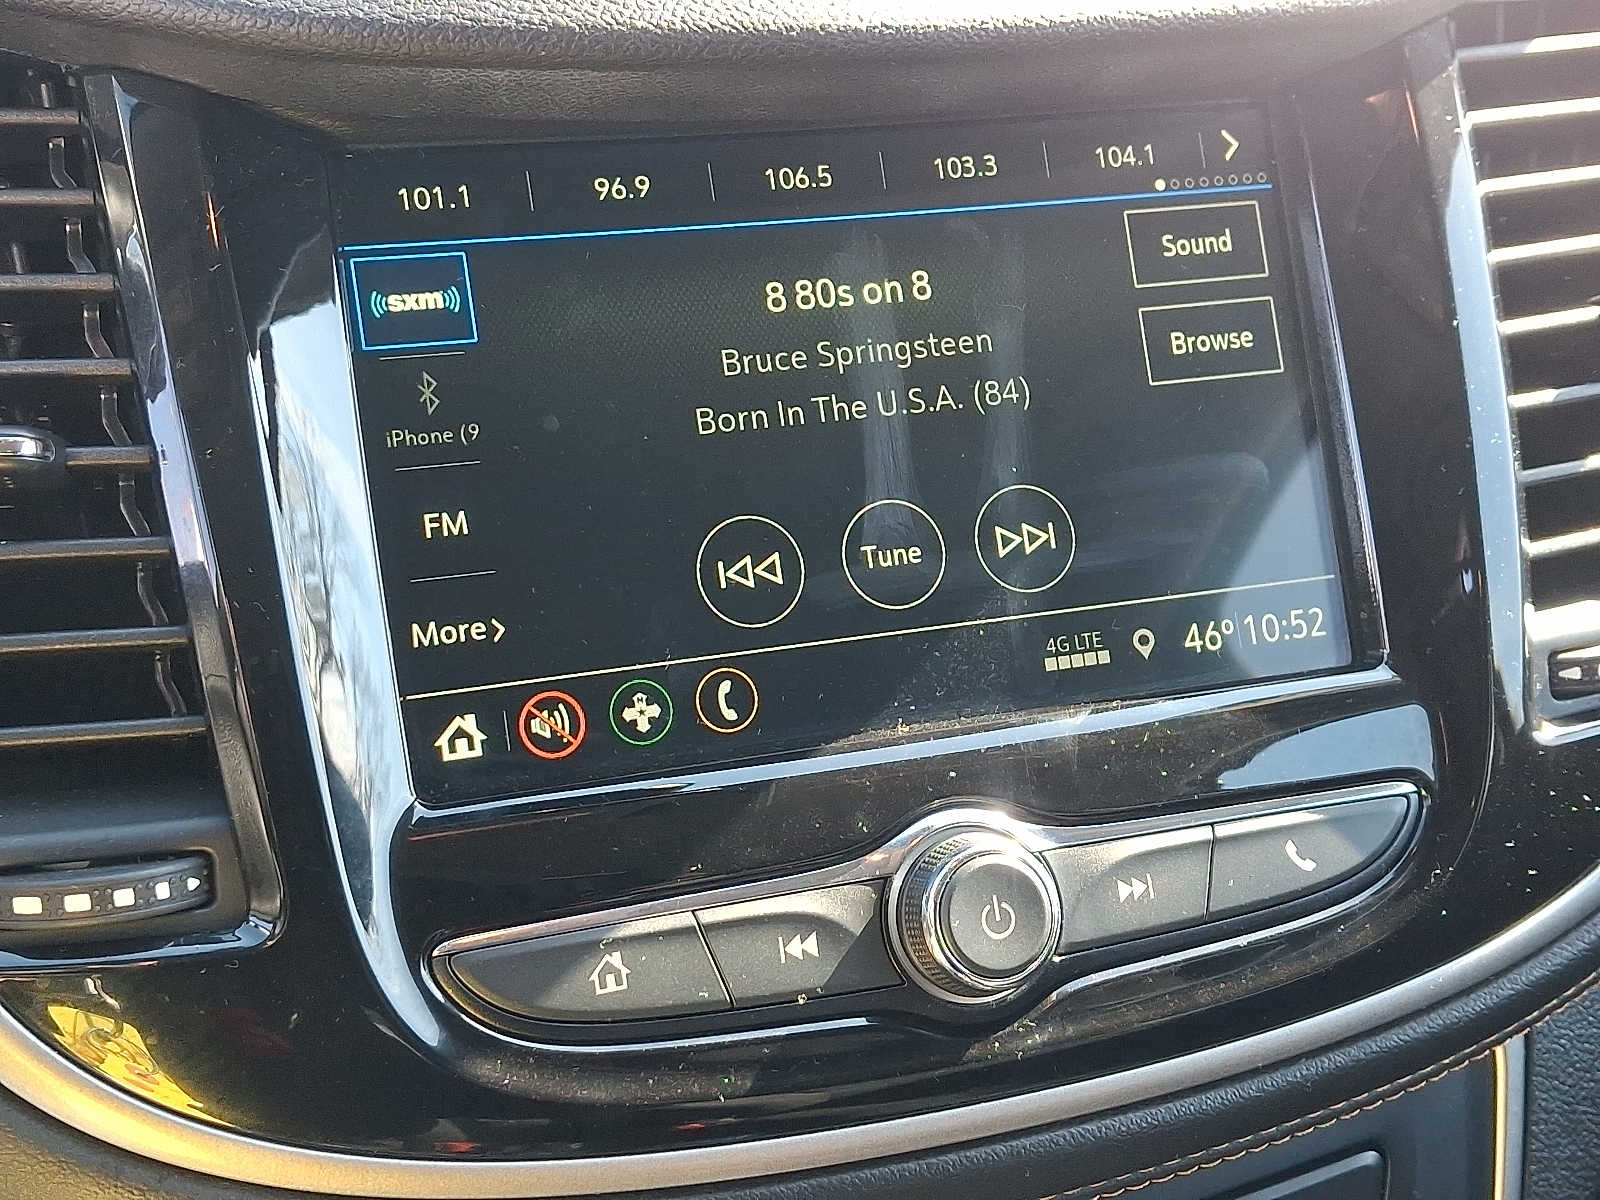 101.1 96.9 106.5 103.3 104.1
sxm
8 80s on 8
Sound
Bruce Springsteen
Browse
iPhone (9
Born In The U.S.A. (84)
FM
Tune
More
4G LTE 46° 10:52